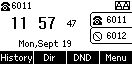 6011
11 57 47
Mon,Sept 19
6011
6012
History Dir DND Menu